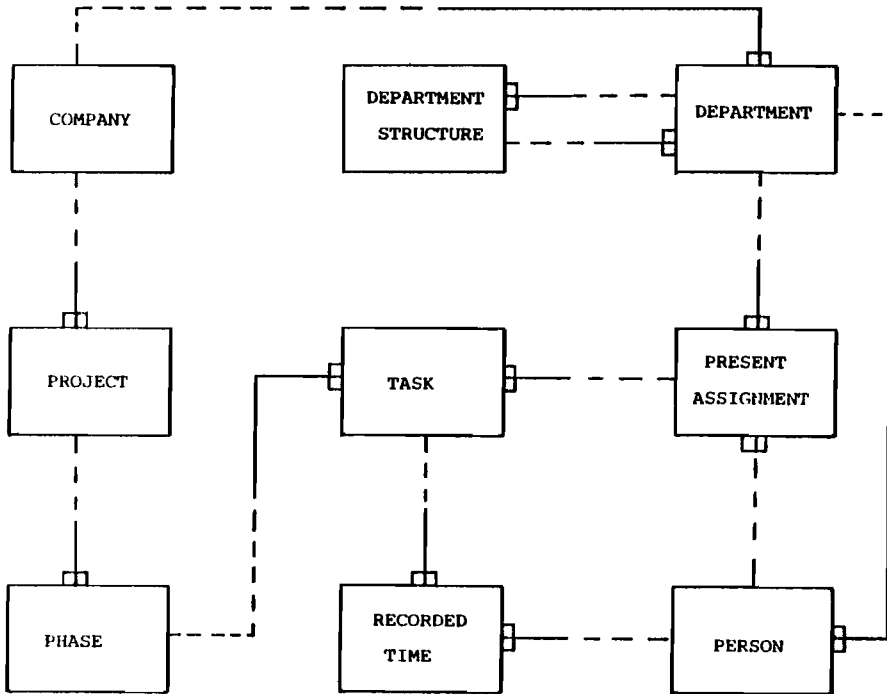 COMPANY
DEPARTMENT
STRUCTURE
DEPARTMENT
PROJECT
TASK
PRESENT
ASSIGNMENT
PHASE
RECORDED
TIME
PERSON